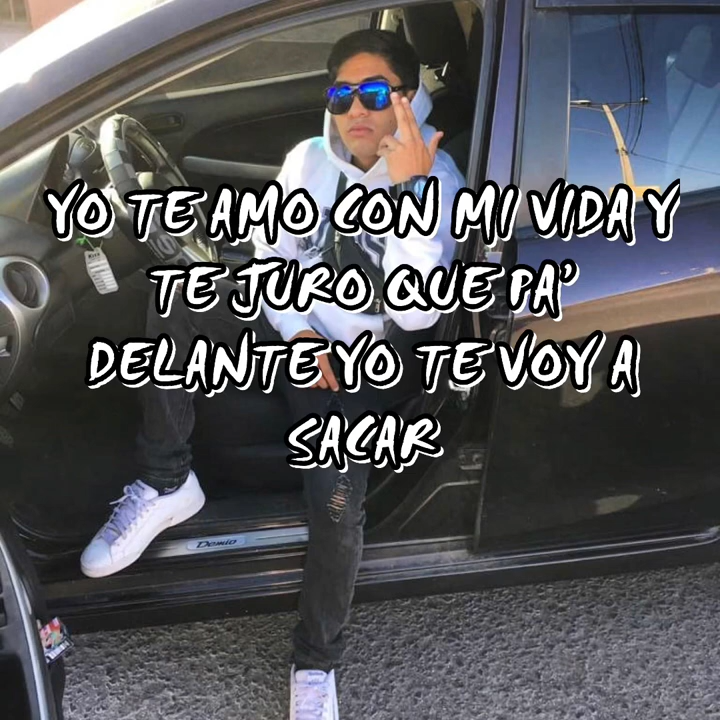 YO TE AMO CON MI VIDA Y
TE JURO QUE PA'
DELANTE YO TE VOY A
SACAR
Demio